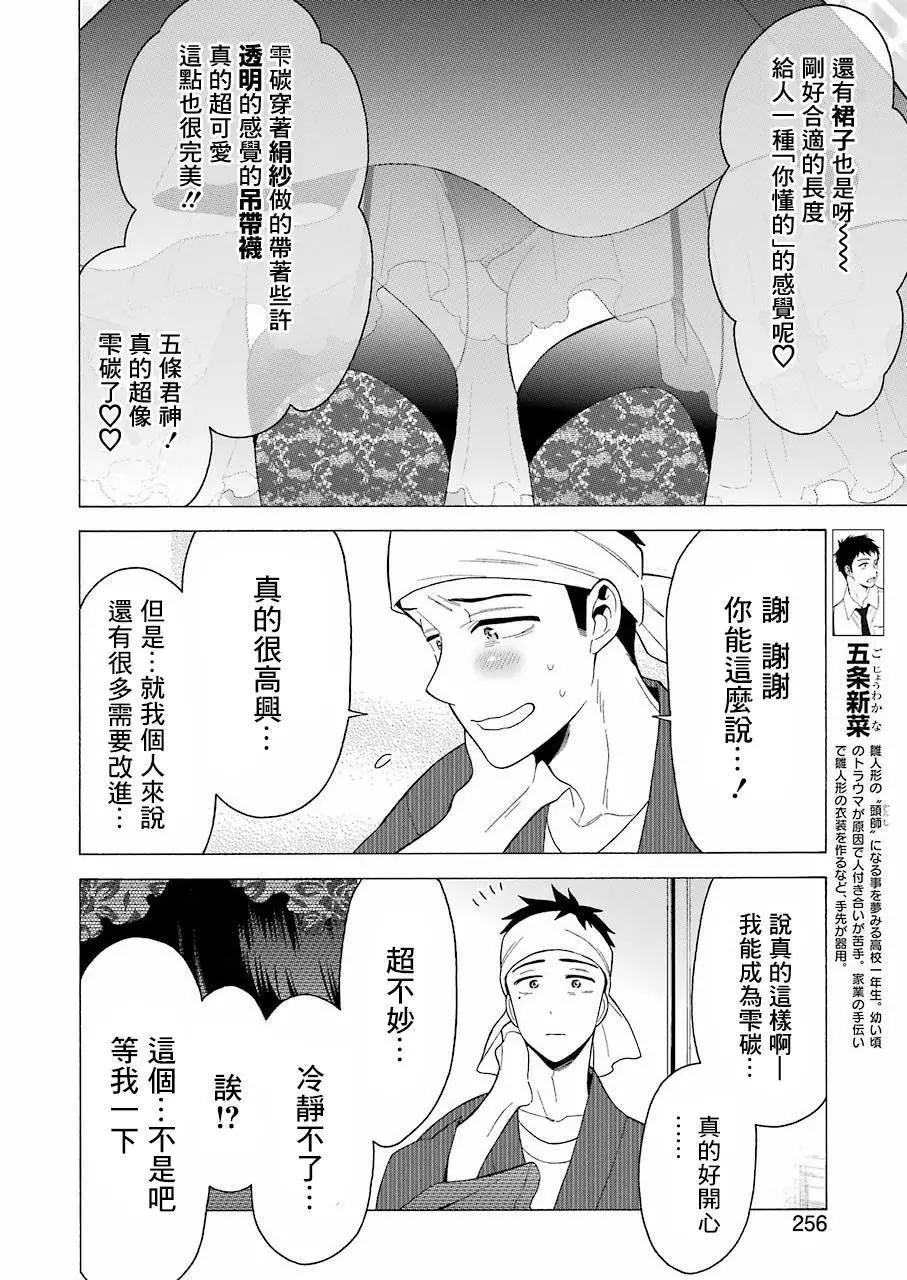 還有裙子也是呀~~~
剛好合適的長度
給人一種「你懂的」的感覺呢♡
雫碳穿著絹紗做的帶著些許
透明的感覺的吊帶襪
真的超可愛
這點也很完美!!
五條君神!
真的超像
雫碳了♡♡
五条新菜
ごじょうわかな
雛人形の〝頭師〟になる事を夢みる高校一年生。幼い頃
かしらし
のトラウマが原因で人付き合いが苦手。家業の手伝い
で雛人形の衣装を作るなど、手先が器用。
謝謝謝
你能這麼說…!
真的很高興…
但是…就我個人來說
還有很多需要改進…
說真的這樣啊—
我能成為雫碳…
真的好開心
……
超不妙
冷靜不了…
誒!?
這個…不是吧
等我一下
256